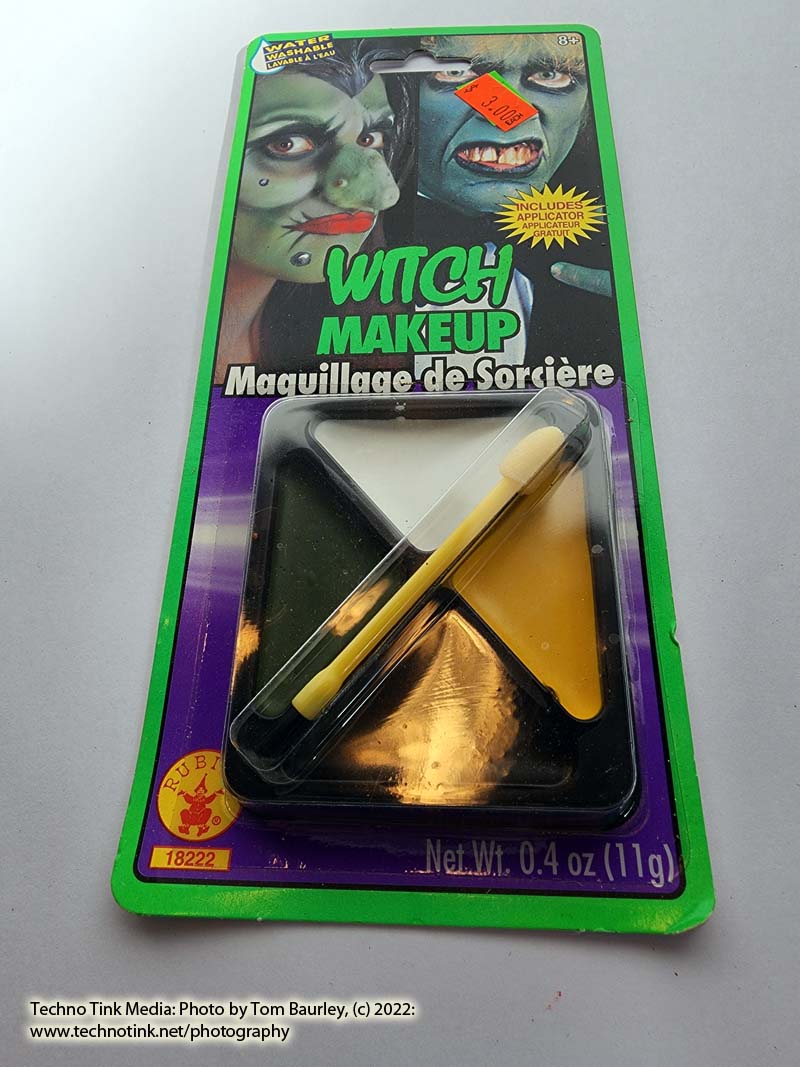 WATER
WASHABLE
LAVABLE À L'EAU
8+
3.00
INCLUDES
APPLICATOR
APPLICATEUR
GRATUIT
WITCH
MAKEUP
Maquillage de Sorcière
RUBI
®
18222
Net Wt. 0.4 oz (11g)
Techno Tink Media: Photo by Tom Baurley, (c) 2022:
www.technotink.net/photography